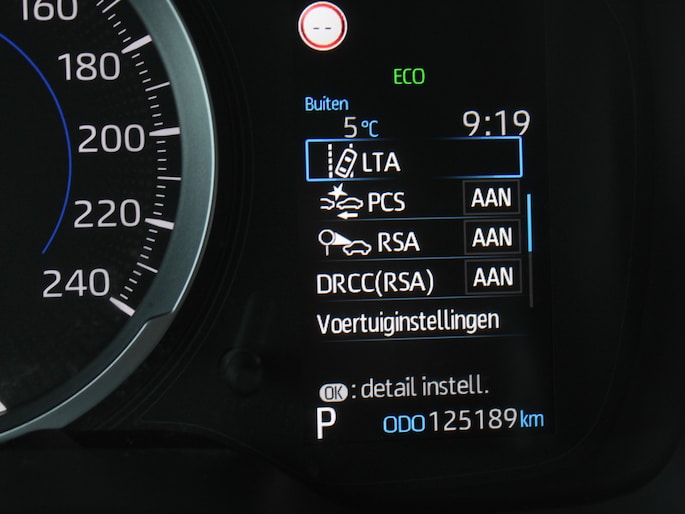 160
180
200
220
240
--
ECO
Buiten
5°C 9:19
LTA
PCS AAN
RSA AAN
DRCC(RSA) AAN
Voertuiginstellingen
OK : detail instell.
P ODO 125189 km